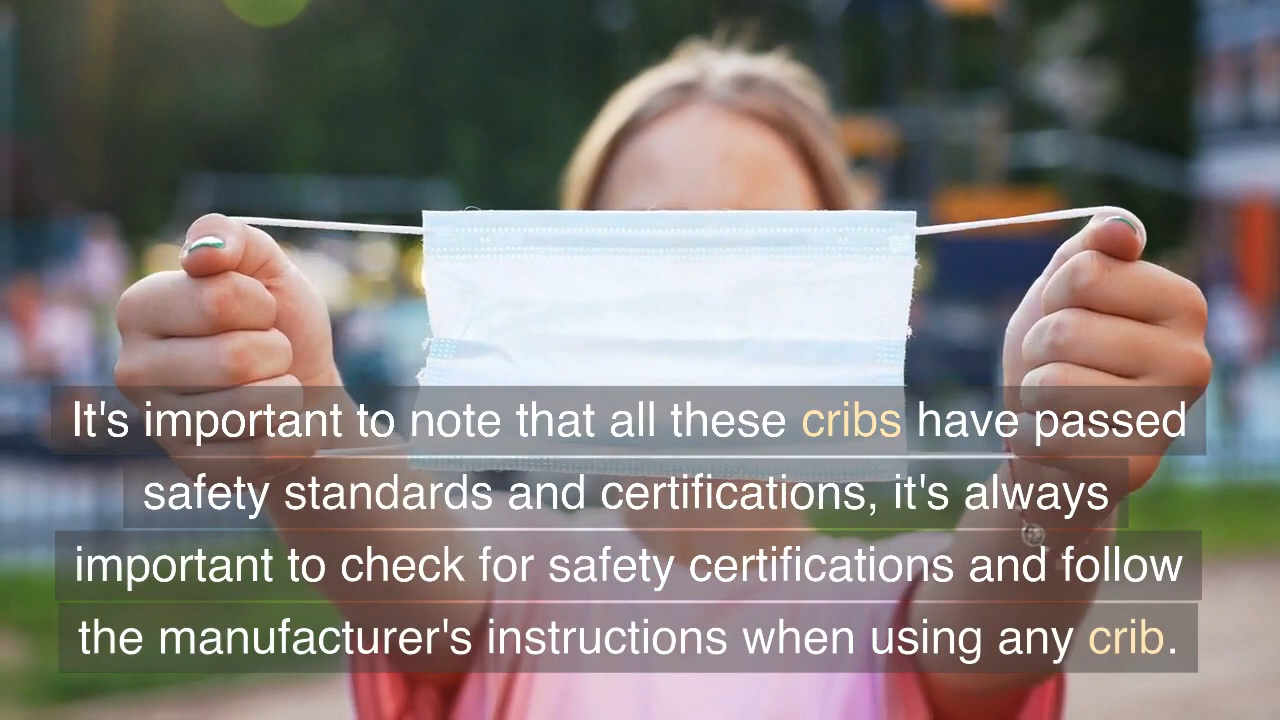 It's important to note that all these cribs have passed
safety standards and certifications, it's always
important to check for safety certifications and follow
the manufacturer's instructions when using any crib.